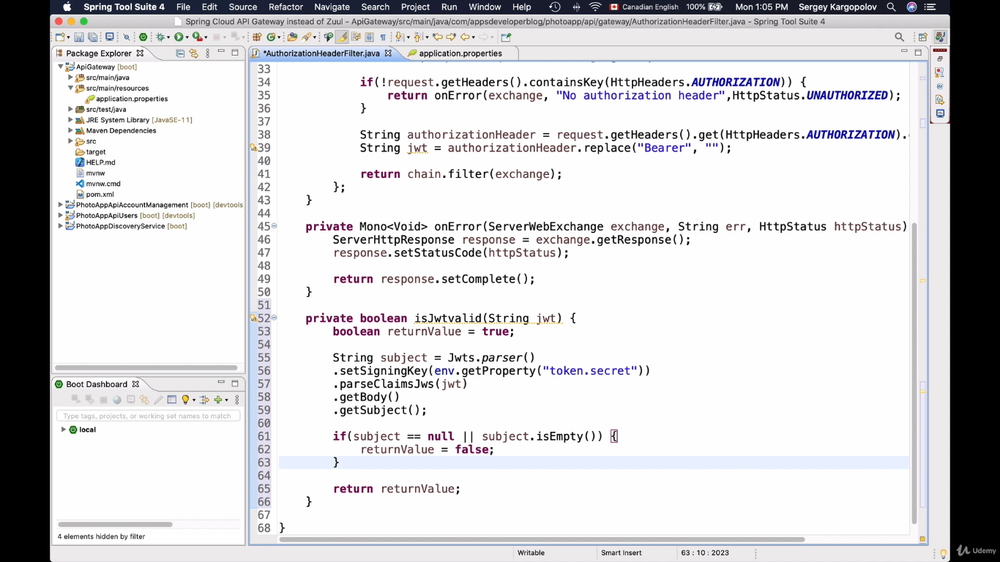 Spring Tool Suite 4 File Edit Source Refactor Navigate Search Project Run Window Help Canadian English 100% Mon 1:05 PM Sergey Kargopolov
Spring Cloud API Gateway instead of Zuul - ApiGateway/src/main/java/com/appsdeveloperblog/photoapp/api/gateway/AuthorizationHeaderFilter.java - Spring Tool Suite 4
Package Explorer
ApiGateway [boot]
src/main/java
src/main/resources
application.properties
src/test/java
JRE System Library [JavaSE-11]
Maven Dependencies
src
target
HELP.md
mvnw
mvnw.cmd
pom.xml
PhotoAppApiAccountManagement [boot] [devtools
PhotoAppApiUsers [boot] [devtools]
PhotoAppDiscoveryService [boot]
Boot Dashboard
Type tags, projects, or working set names to match
local
4 elements hidden by filter
*AuthorizationHeaderFilter.java application.properties
33
34 if(!request.getHeaders().containsKey(HttpHeaders.AUTHORIZATION)) {
35 return onError(exchange, "No authorization header",HttpStatus.UNAUTHORIZED);
36 }
37
38 String authorizationHeader = request.getHeaders().get(HttpHeaders.AUTHORIZATION).
39 String jwt = authorizationHeader.replace("Bearer", "");
40
41 return chain.filter(exchange);
42 };
43 }
44
45 private Mono<Void> onError(ServerWebExchange exchange, String err, HttpStatus httpStatus)
46 ServerHttpResponse response = exchange.getResponse();
47 response.setStatusCode(httpStatus);
48
49 return response.setComplete();
50 }
51
52 private boolean isJwtvalid(String jwt) {
53 boolean returnValue = true;
54
55 String subject = Jwts.parser()
56 .setSigningKey(env.getProperty("token.secret"))
57 .parseClaimsJws(jwt)
58 .getBody()
59 .getSubject();
60
61 if(subject == null || subject.isEmpty()) {
62 returnValue = false;
63 }
64
65 return returnValue;
66 }
67
68 }
Writable Smart Insert 63 : 10 : 2023
Udemy